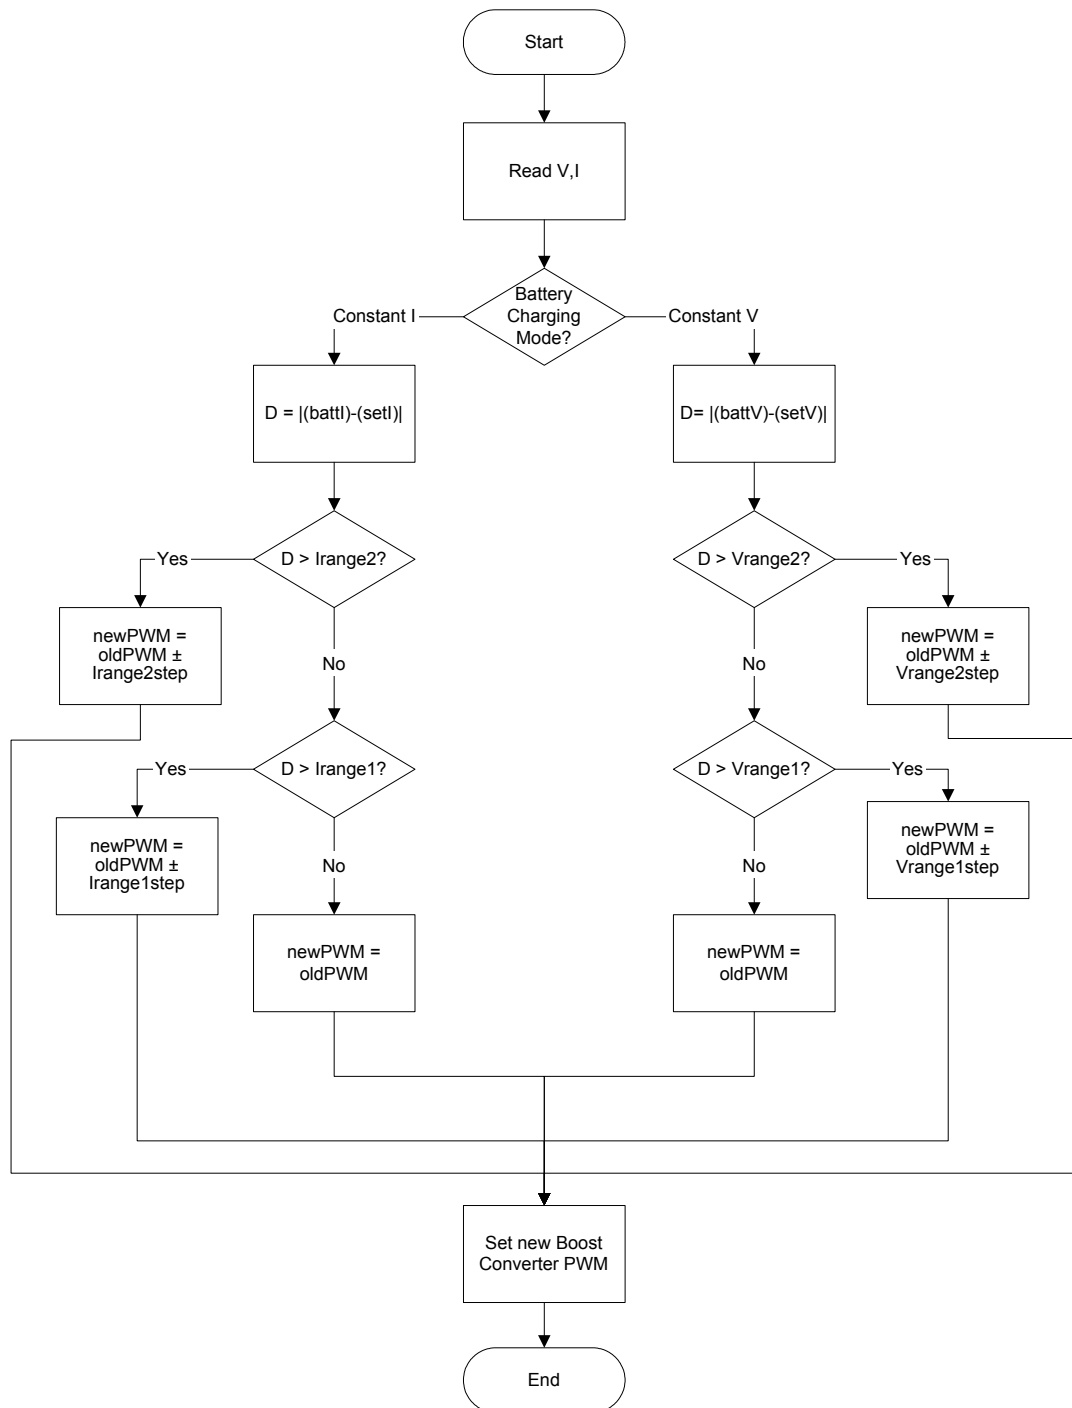 Start
Read V,I
Battery
Charging
Mode?
Constant I
Constant V
D = |(battI)-(setI)|
D= |(battV)-(setV)|
D > Irange2?
D > Vrange2?
Yes
Yes
newPWM =
oldPWM ±
Irange2step
newPWM =
oldPWM ±
Vrange2step
No
No
D > Irange1?
D > Vrange1?
Yes
Yes
newPWM =
oldPWM ±
Irange1step
newPWM =
oldPWM ±
Vrange1step
No
No
newPWM =
oldPWM
newPWM =
oldPWM
Set new Boost
Converter PWM
End